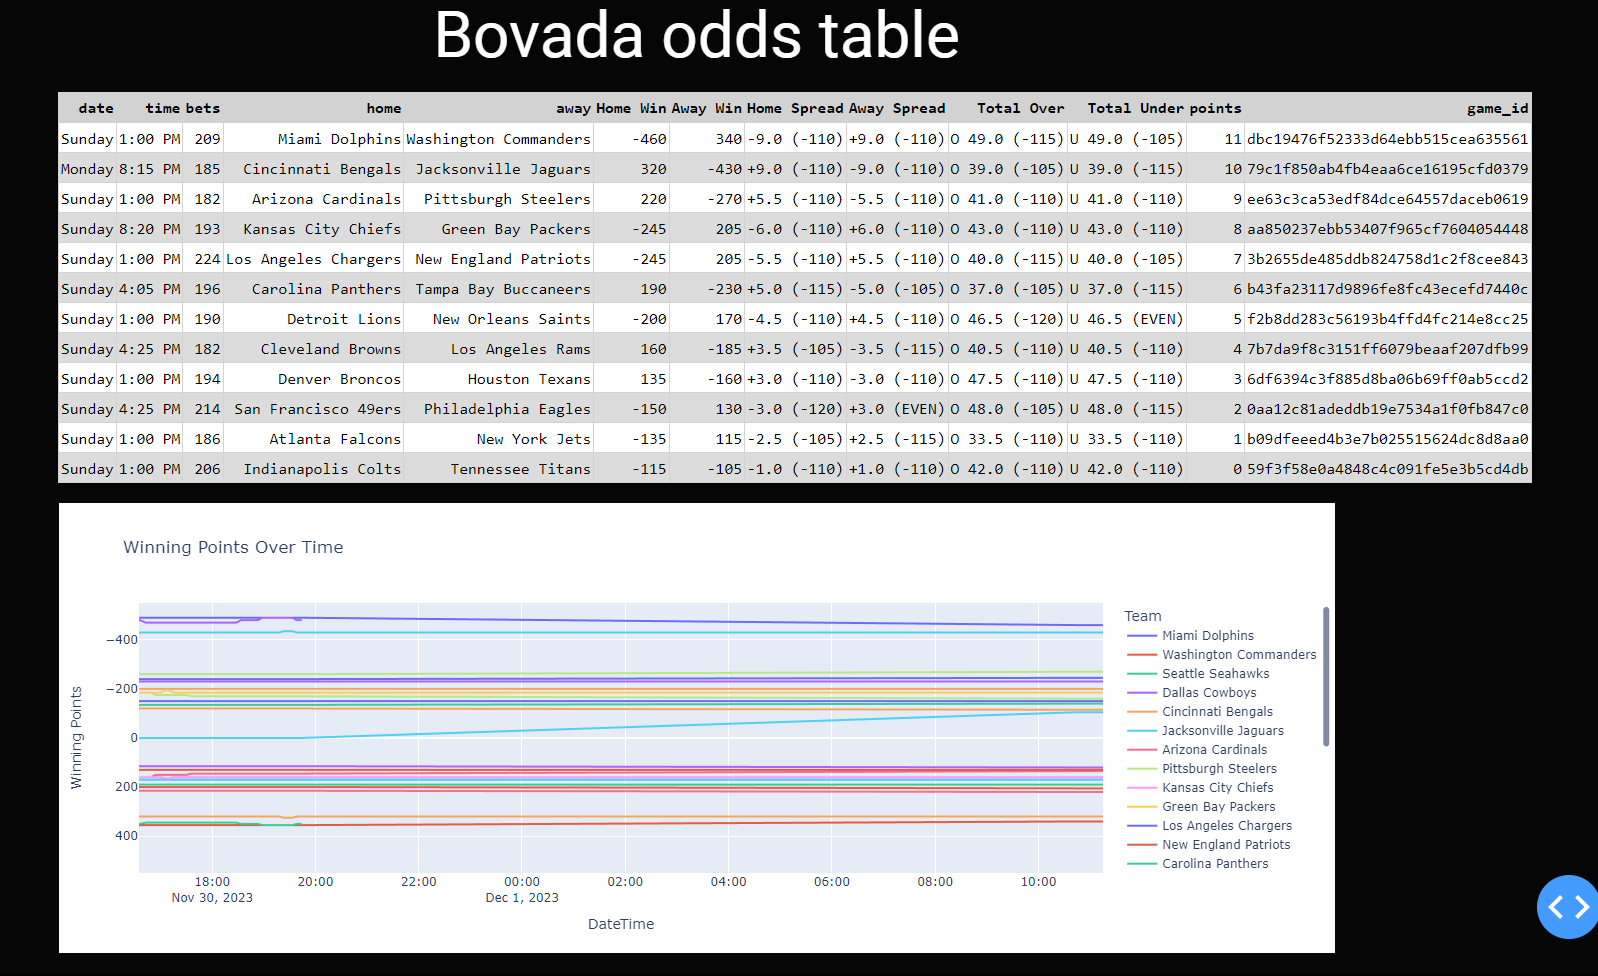 Bovada odds table
date time bets home away Home Win Away Win Home Spread Away Spread Total Over Total Under points game_id
Sunday 1:00 PM 209 Miami Dolphins Washington Commanders -460 340 -9.0 (-110) +9.0 (-110) O 49.0 (-115) U 49.0 (-105) 11 dbc19476f52333d64ebb515cea635561
Monday 8:15 PM 185 Cincinnati Bengals Jacksonville Jaguars 320 -430 +9.0 (-110) -9.0 (-110) O 39.0 (-105) U 39.0 (-115) 10 79c1f850ab4fb4eaa6ce16195cfd0379
Sunday 1:00 PM 182 Arizona Cardinals Pittsburgh Steelers 220 -270 +5.5 (-110) -5.5 (-110) O 41.0 (-110) U 41.0 (-110) 9 ee63c3ca53edf84dce64557daceb0619
Sunday 8:20 PM 193 Kansas City Chiefs Green Bay Packers -245 205 -6.0 (-110) +6.0 (-110) O 43.0 (-110) U 43.0 (-110) 8 aa850237ebb53407f965cf7604054448
Sunday 1:00 PM 224 Los Angeles Chargers New England Patriots -245 205 -5.5 (-110) +5.5 (-110) O 40.0 (-115) U 40.0 (-105) 7 3b2655de485ddb824758d1c2f8cee843
Sunday 4:05 PM 196 Carolina Panthers Tampa Bay Buccaneers 190 -230 +5.0 (-115) -5.0 (-105) O 37.0 (-105) U 37.0 (-115) 6 b43fa23117d9896fe8fc43ecefd7440c
Sunday 1:00 PM 190 Detroit Lions New Orleans Saints -200 170 -4.5 (-110) +4.5 (-110) O 46.5 (-120) U 46.5 (EVEN) 5 f2b8dd283c56193b4ffd4fc214e8cc25
Sunday 4:25 PM 182 Cleveland Browns Los Angeles Rams 160 -185 +3.5 (-105) -3.5 (-115) O 40.5 (-110) U 40.5 (-110) 4 7b7da9f8c3151ff6079beaaf207dfb99
Sunday 1:00 PM 194 Denver Broncos Houston Texans 135 -160 +3.0 (-110) -3.0 (-110) O 47.5 (-110) U 47.5 (-110) 3 6df6394c3f885d8ba06b69ff0ab5ccd2
Sunday 4:25 PM 214 San Francisco 49ers Philadelphia Eagles -150 130 -3.0 (-120) +3.0 (EVEN) O 48.0 (-105) U 48.0 (-115) 2 0aa12c81adeddb19e7534a1f0fb847c0
Sunday 1:00 PM 186 Atlanta Falcons New York Jets -135 115 -2.5 (-105) +2.5 (-115) O 33.5 (-110) U 33.5 (-110) 1 b09dfeeed4b3e7b025515624dc8d8aa0
Sunday 1:00 PM 206 Indianapolis Colts Tennessee Titans -115 -105 -1.0 (-110) +1.0 (-110) O 42.0 (-110) U 42.0 (-110) 0 59f3f58e0a4848c4c091fe5e3b5cd4db
Winning Points Over Time
Winning Points
−400
−200
0
200
400
18:00 20:00 22:00 00:00 02:00 04:00 06:00 08:00 10:00
Nov 30, 2023 Dec 1, 2023
DateTime
Team
Miami Dolphins
Washington Commanders
Seattle Seahawks
Dallas Cowboys
Cincinnati Bengals
Jacksonville Jaguars
Arizona Cardinals
Pittsburgh Steelers
Kansas City Chiefs
Green Bay Packers
Los Angeles Chargers
New England Patriots
Carolina Panthers